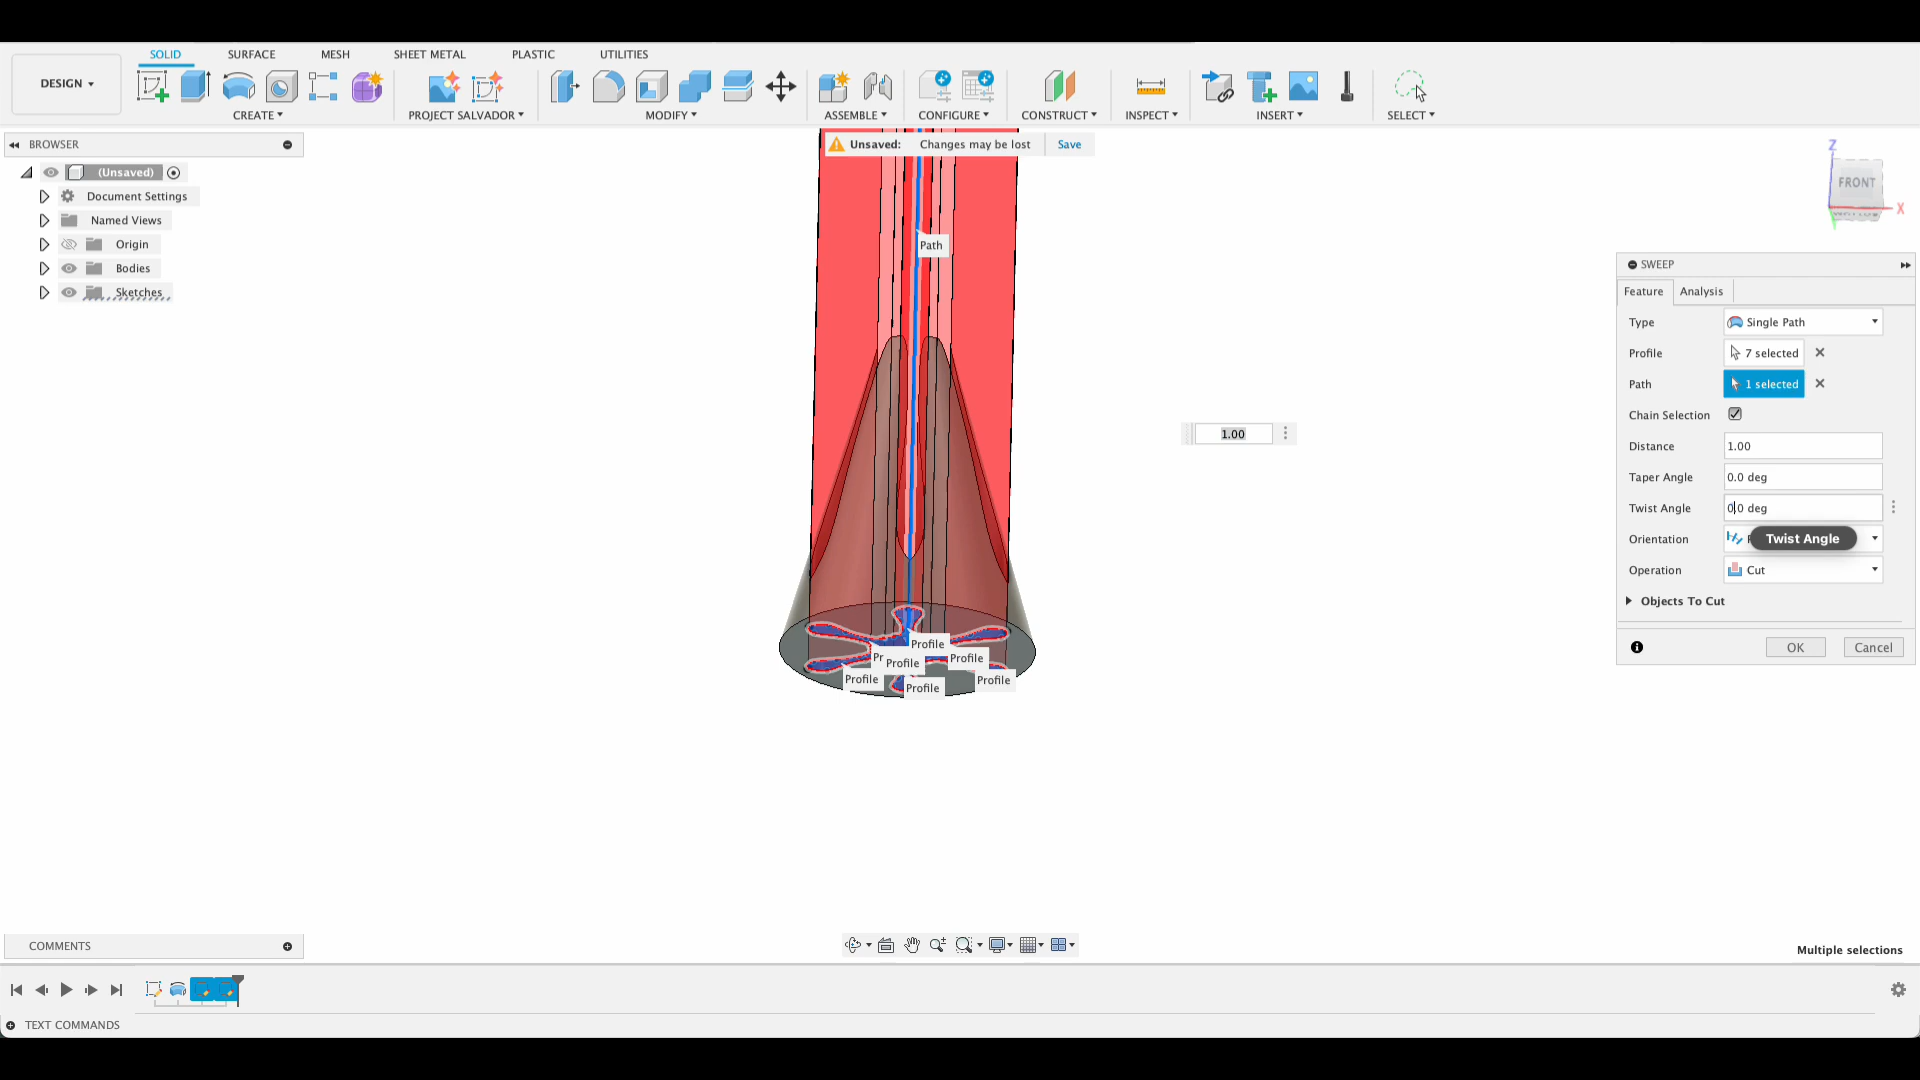 SOLID SURFACE MESH SHEET METAL PLASTIC UTILITIES
DESIGN
CREATE PROJECT SALVADOR MODIFY ASSEMBLE CONFIGURE CONSTRUCT INSPECT INSERT SELECT
BROWSER
(Unsaved)
Document Settings
Named Views
Origin
Bodies
Sketches
Unsaved: Changes may be lost Save
Z
FRONT
X
Path
1.00
SWEEP
Feature Analysis
Type Single Path
Profile 7 selected
Path 1 selected
Chain Selection
Distance 1.00
Taper Angle 0.0 deg
Twist Angle 0.0 deg
Orientation
Twist Angle
Operation Cut
Objects To Cut
OK Cancel
Profile
Pr
Profile
Profile
Profile
Profile
Profile
COMMENTS
Multiple selections
TEXT COMMANDS